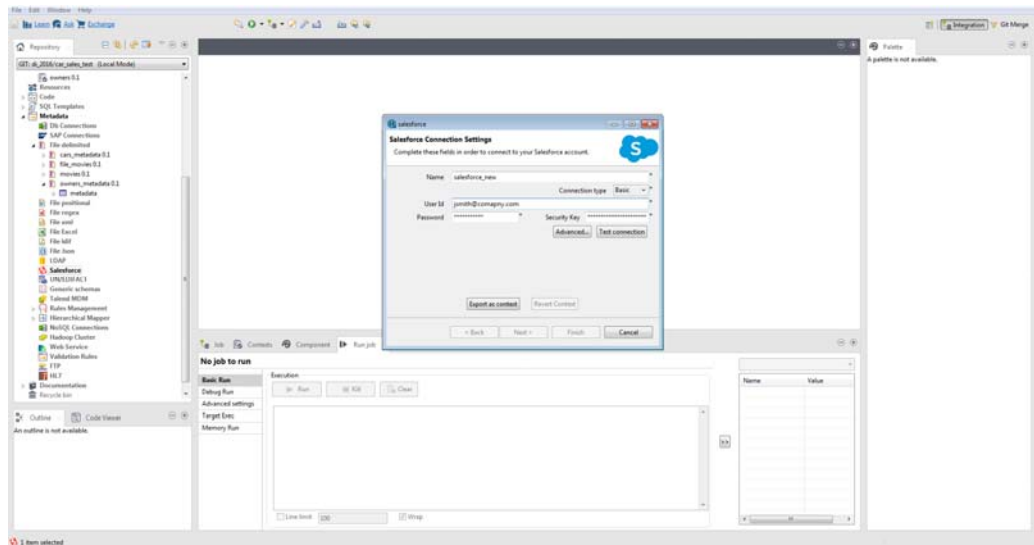 File Edit Window Help
Learn Ask Exchange
Integration Git Merge
Repository
GIT: di_2016/car_sales_test (Local Mode)
owners 0.1
Resources
Code
SQL Templates
Metadata
Db Connections
SAP Connections
File delimited
cars_metadata 0.1
file_movies 0.1
movies 0.1
owners_metadata 0.1
metadata
File positional
File regex
File xml
File Excel
File ldif
File Json
LDAP
Salesforce
UN/EDIFACT
Generic schemas
Talend MDM
Rules Management
Hierarchical Mapper
NoSQL Connections
Hadoop Cluster
Web Service
Validation Rules
FTP
HL7
Documentation
Recycle bin
Outline Code Viewer
An outline is not available.
salesforce
Salesforce Connection Settings
Complete these fields in order to connect to your Salesforce account.
S
Name salesforce_new *
Connection type Basic *
User Id jsmith@comapny.com *
Password ************ * Security Key *********************** *
Advanced... Test connection
Export as context Revert Context
< Back Next > Finish Cancel
Job Contexts Component Run job
No job to run
Basic Run
Debug Run
Advanced settings
Target Exec
Memory Run
Execution
Run Kill Clear
Line limit 100 Wrap
>>
Name Value
Palette
A palette is not available.
1 item selected